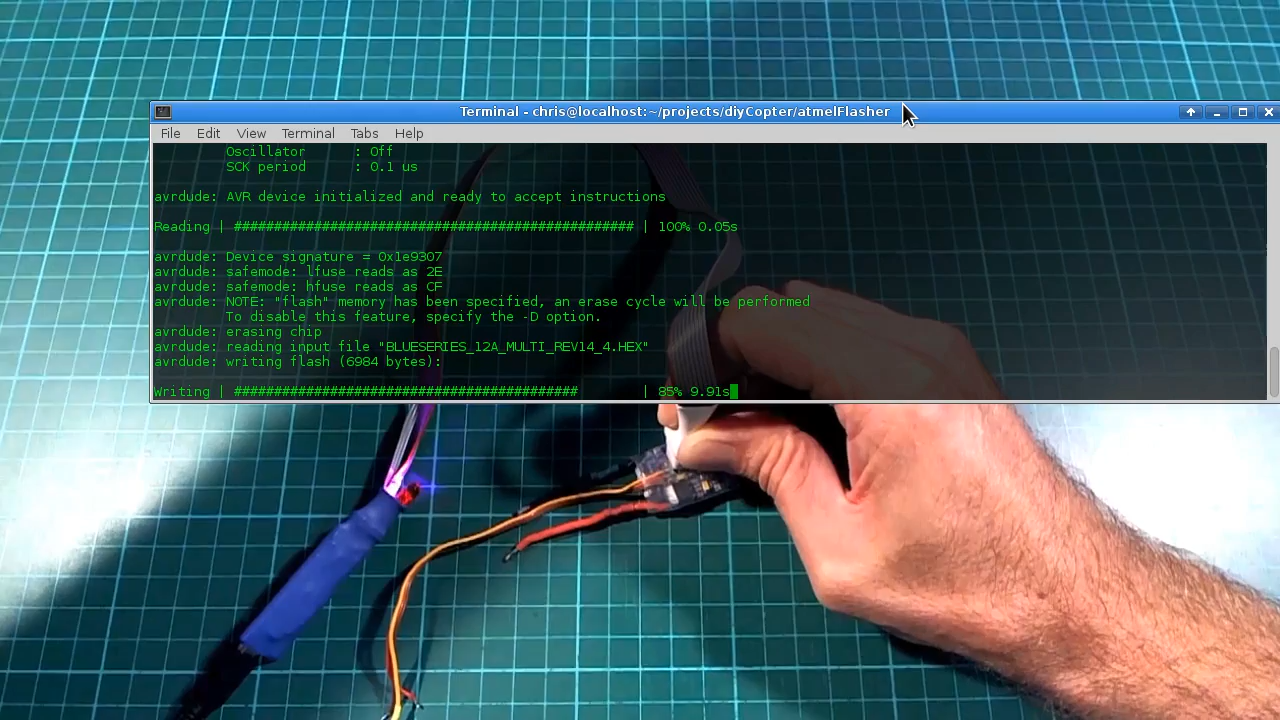 Terminal - chris@localhost:~/projects/diyCopter/atmelFlasher
File Edit View Terminal Tabs Help
Oscillator : Off
SCK period : 0.1 us
avrdude: AVR device initialized and ready to accept instructions
Reading | ################################################## | 100% 0.05s
avrdude: Device signature = 0x1e9307
avrdude: safemode: lfuse reads as 2E
avrdude: safemode: hfuse reads as CF
avrdude: NOTE: "flash" memory has been specified, an erase cycle will be performed
To disable this feature, specify the -D option.
avrdude: erasing chip
avrdude: reading input file "BLUESERIES_12A_MULTI_REV14_4.HEX"
avrdude: writing flash (6984 bytes):
Writing | ########################################### | 85% 9.91s